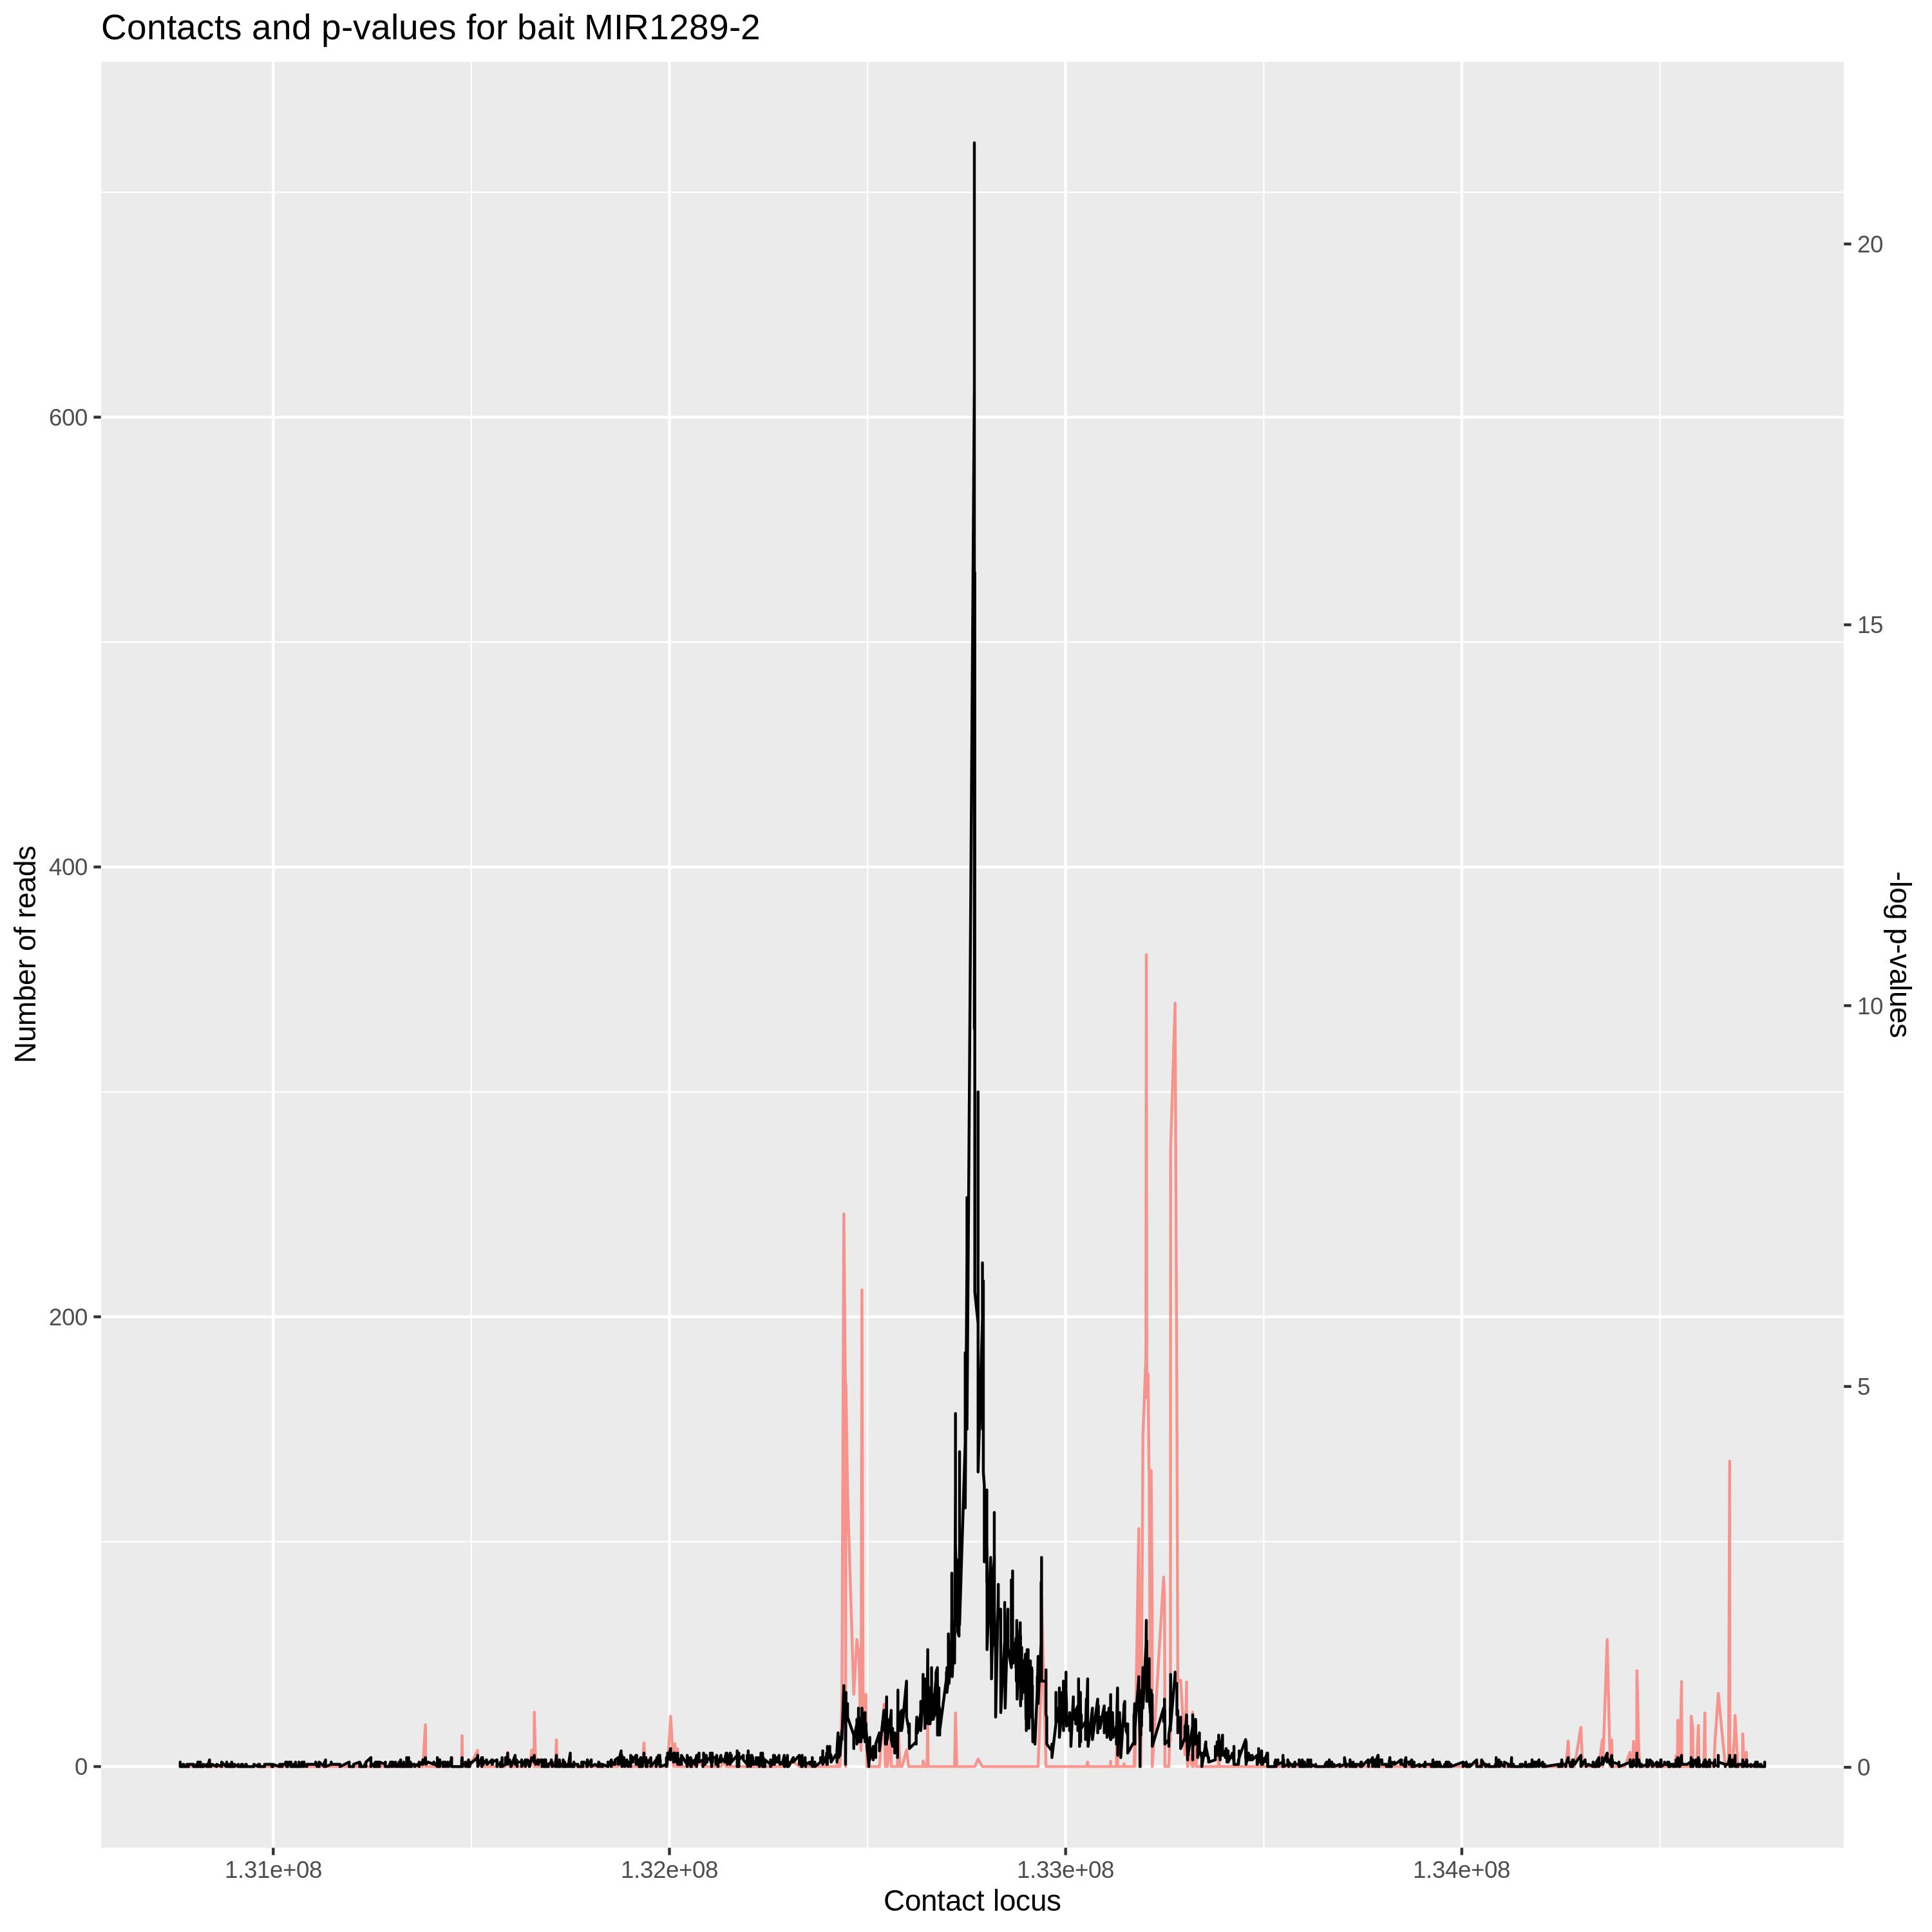 Contacts and p-values for bait MIR1289-2
Number of reads
600
400
200
0
20
15
10
5
0
-log p-values
1.31e+08
1.32e+08
1.33e+08
1.34e+08
Contact locus